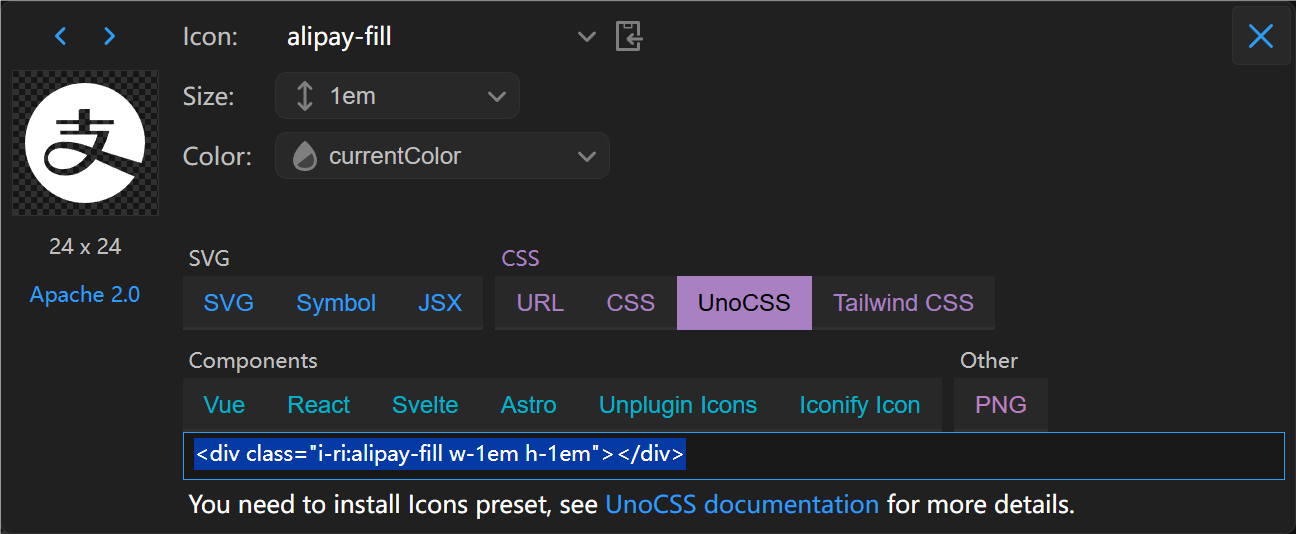 Icon: alipay-fill
Size: 1em
Color: currentColor
支
24 x 24
Apache 2.0
SVG CSS
SVG Symbol JSX URL CSS UnoCSS Tailwind CSS
Components Other
Vue React Svelte Astro Unplugin Icons Iconify Icon PNG
<div class="i-ri:alipay-fill w-1em h-1em"></div>
You need to install Icons preset, see UnoCSS documentation for more details.